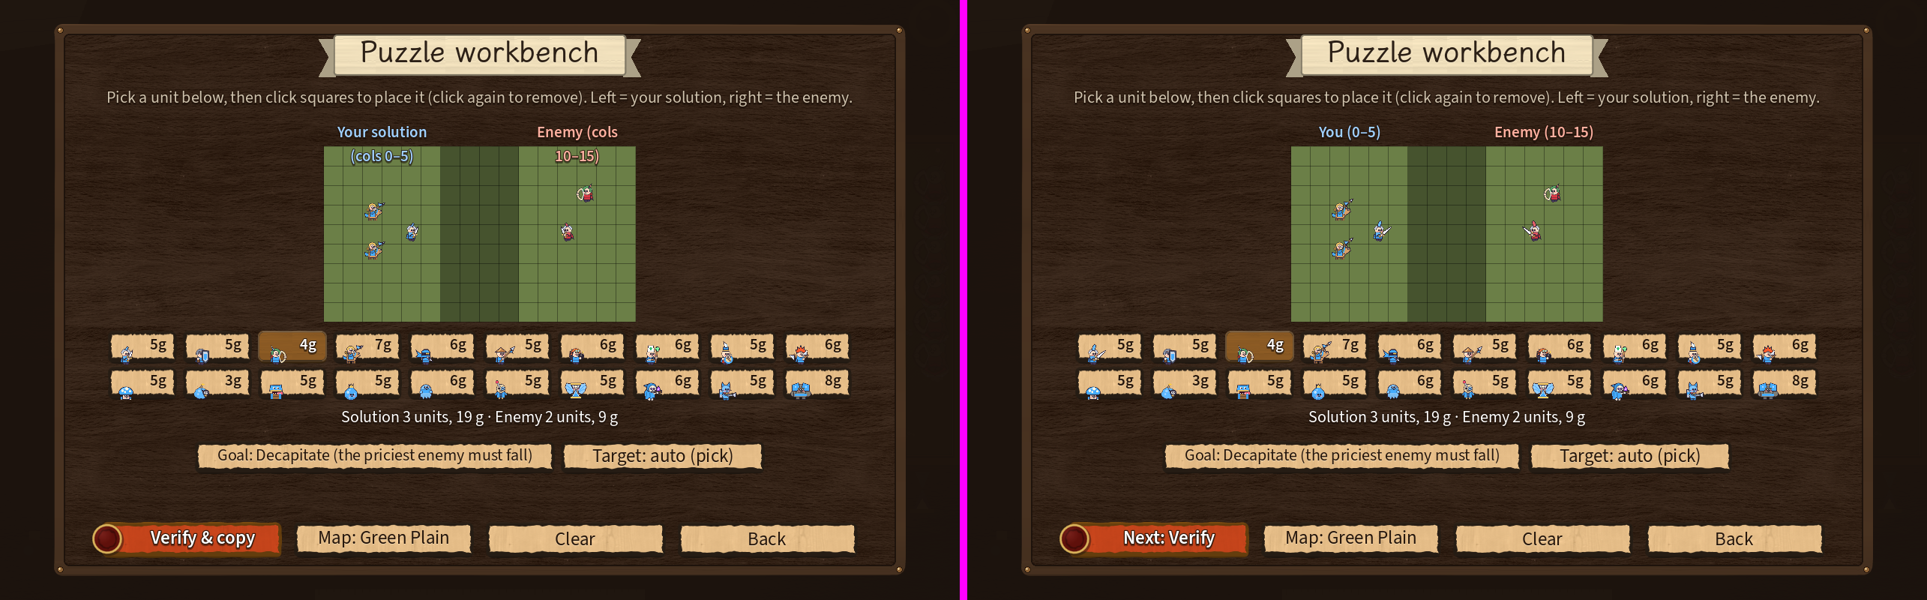 Puzzle workbench
Pick a unit below, then click squares to place it (click again to remove). Left = your solution, right = the enemy.
Your solution
(cols 0–5)
Enemy (cols
10–15)
5g 5g 4g 7g 6g 5g 6g 6g 5g 6g
5g 3g 5g 5g 6g 5g 5g 6g 5g 8g
Solution 3 units, 19 g · Enemy 2 units, 9 g
Goal: Decapitate (the priciest enemy must fall)
Target: auto (pick)
Verify & copy
Map: Green Plain
Clear
Back
Puzzle workbench
Pick a unit below, then click squares to place it (click again to remove). Left = your solution, right = the enemy.
You (0–5)
Enemy (10–15)
5g 5g 4g 7g 6g 5g 6g 6g 5g 6g
5g 3g 5g 5g 6g 5g 5g 6g 5g 8g
Solution 3 units, 19 g · Enemy 2 units, 9 g
Goal: Decapitate (the priciest enemy must fall)
Target: auto (pick)
Next: Verify
Map: Green Plain
Clear
Back